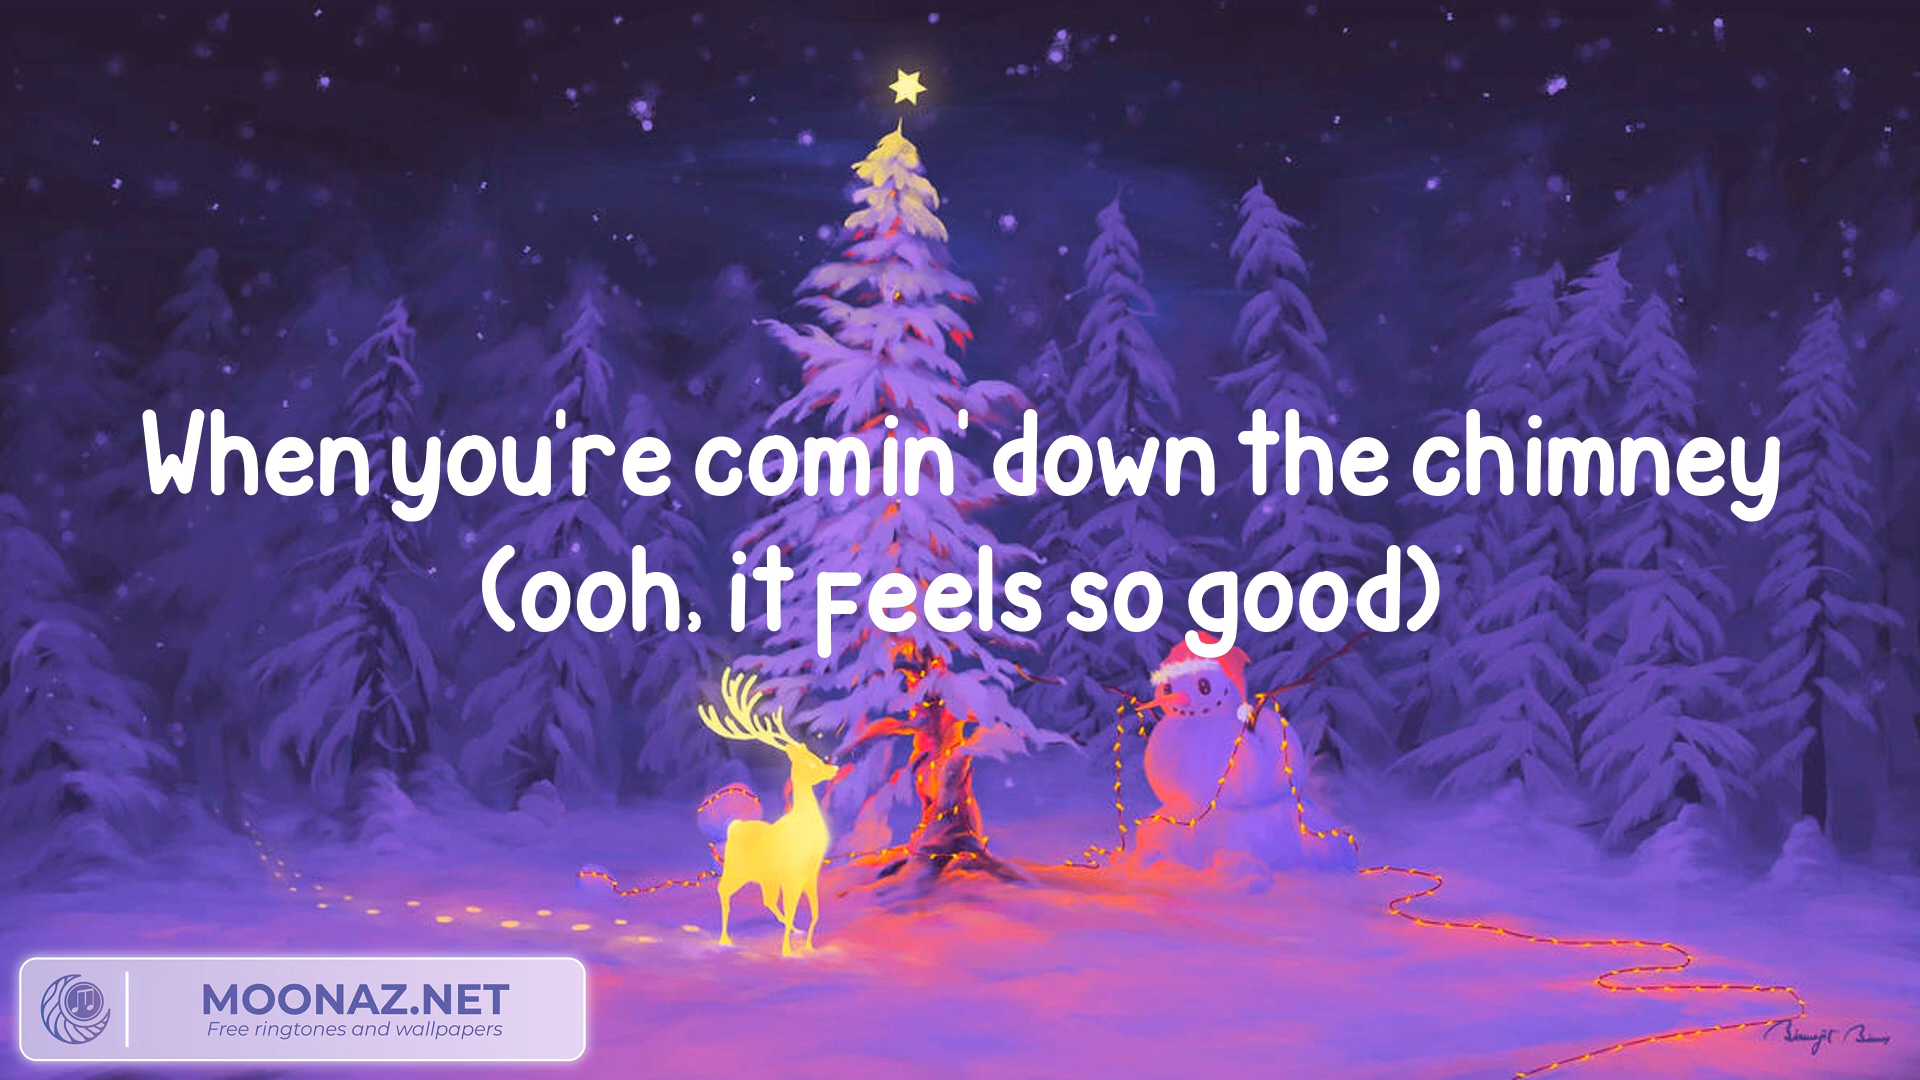 When you're comin' down the chimney
(ooh, it feels so good)
MOONAZ.NET
Free ringtones and wallpapers